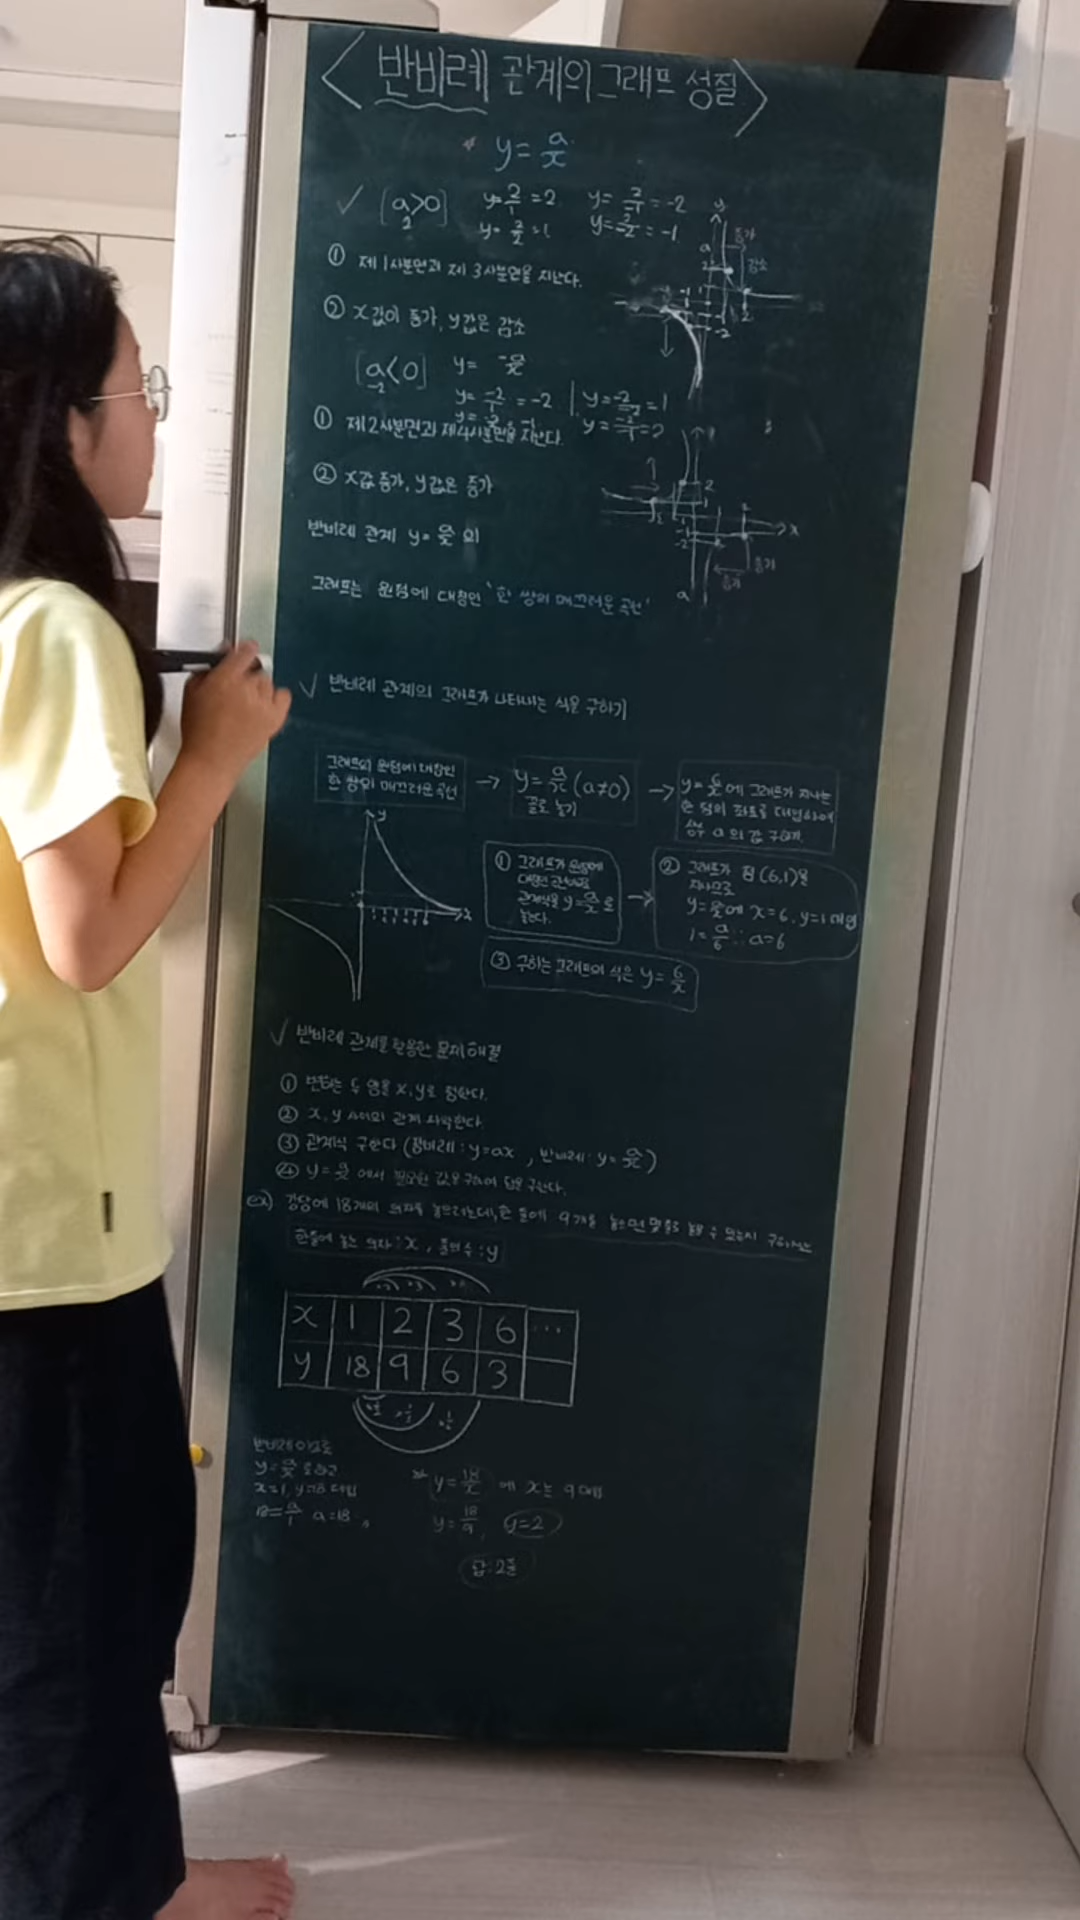 <반비례 관계의 그래프 성질>
y = a/x
✓ [a>0] y=2/1=2 y=2/-1=-2
2 y=2/2=1 y=2/-2=-1
① 제1사분면과 제3사분면을 지난다.
② x값이 증가, y값은 감소
[a<0] y= -a/x
-2 y=-2/1=-2 | y=-2/-2=1
① 제2사분면과 제4사분면을 지난다.
② x값 증가, y값은 증가
반비례 관계 y=a/x 의
그래프는 원점에 대칭인 '한 쌍의 매끄러운 곡선'
✓ 반비례 관계의 그래프가 나타내는 식을 구하기
그래프의 원점에 대칭인
한 쌍의 매끄러운 곡선
→ y=a/x (a≠0)
꼴로 놓기
→ 에 그래프가 지나는
한 점의 좌표를 대입하여
상수 a의 값 구하기.
① 그래프가 원점에
대칭인
관계식을 y=a/x로
놓는다.
→ ② 그래프가 점 (6,1)을
지나므로
y=a/x에 x=6, y=1 대입
1=a/6 ∴ a=6
③ 구하는 그래프의 식은 y=6/x
✓ 반비례 관계를 활용한 문제 해결
① 변하는 두 양을 x, y로 정한다.
② x, y 사이의 관계 파악한다.
③ 관계식 구한다 (정비례: y=ax, 반비례: y=a/x)
④ y=a/x 에서 필요한 값을 구하여 답을 구한다.
ex) 강당에 18개의 의자를 놓으려는데, 한 줄에 9개를 놓으면 몇 줄로 놓을 수 있는지
한줄에 놓는 의자: x, 줄의 수: y
x 1 2 3 6 …
y 18 9 6 3
반비례이므로
y=a/x
x=1, y=18 대입
18=a/1 a=18
y=18/x 에 x는 9대입
y=18/9, y=2
답: 2줄